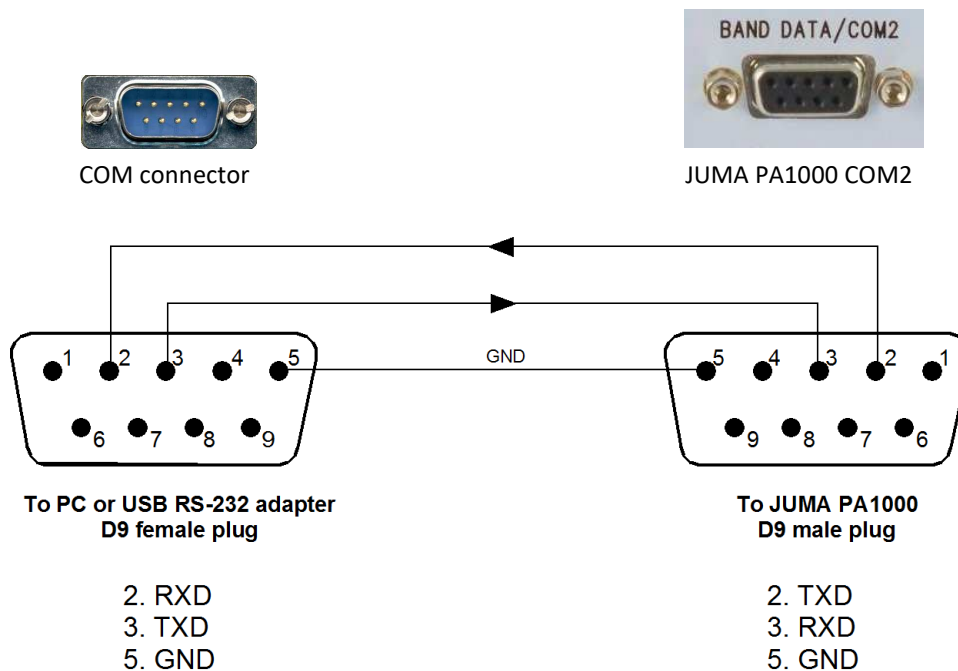 BAND DATA/COM2
COM connector
JUMA PA1000 COM2
GND
1 2 3 4 5
5 4 3 2 1
6 7 8 9
9 8 7 6
To PC or USB RS-232 adapter
D9 female plug
To JUMA PA1000
D9 male plug
2. RXD
3. TXD
5. GND
2. TXD
3. RXD
5. GND